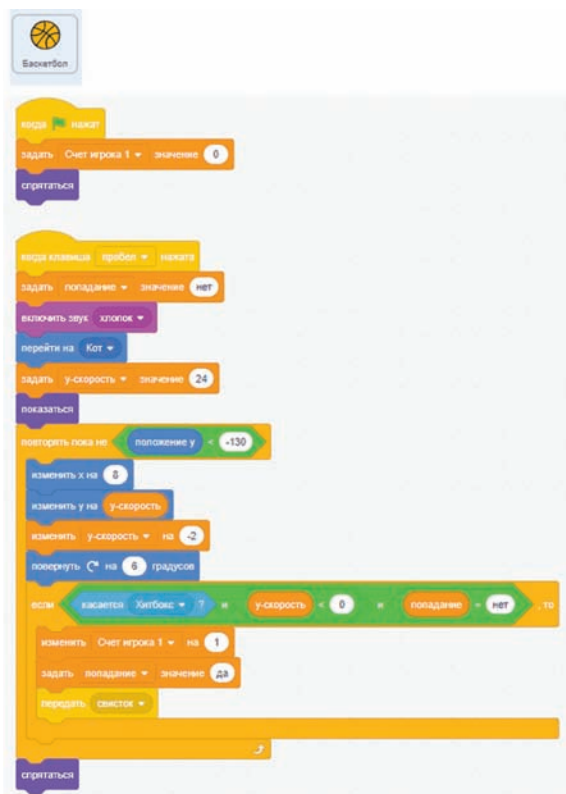 Баскетбол
когда нажат
задать Счет игрока 1 значение 0
спрятаться
когда клавиша пробел нажата
задать попадание значение нет
включить звук хлопок
перейти на Кот
задать y-скорость значение 24
показаться
повторять пока не положение y < -130
изменить x на 8
изменить y на y-скорость
изменить y-скорость на -2
повернуть на 6 градусов
если касается Хитбокс ? и y-скорость < 0 и попадание = нет , то
изменить Счет игрока 1 на 1
задать попадание значение да
передать свисток
спрятаться